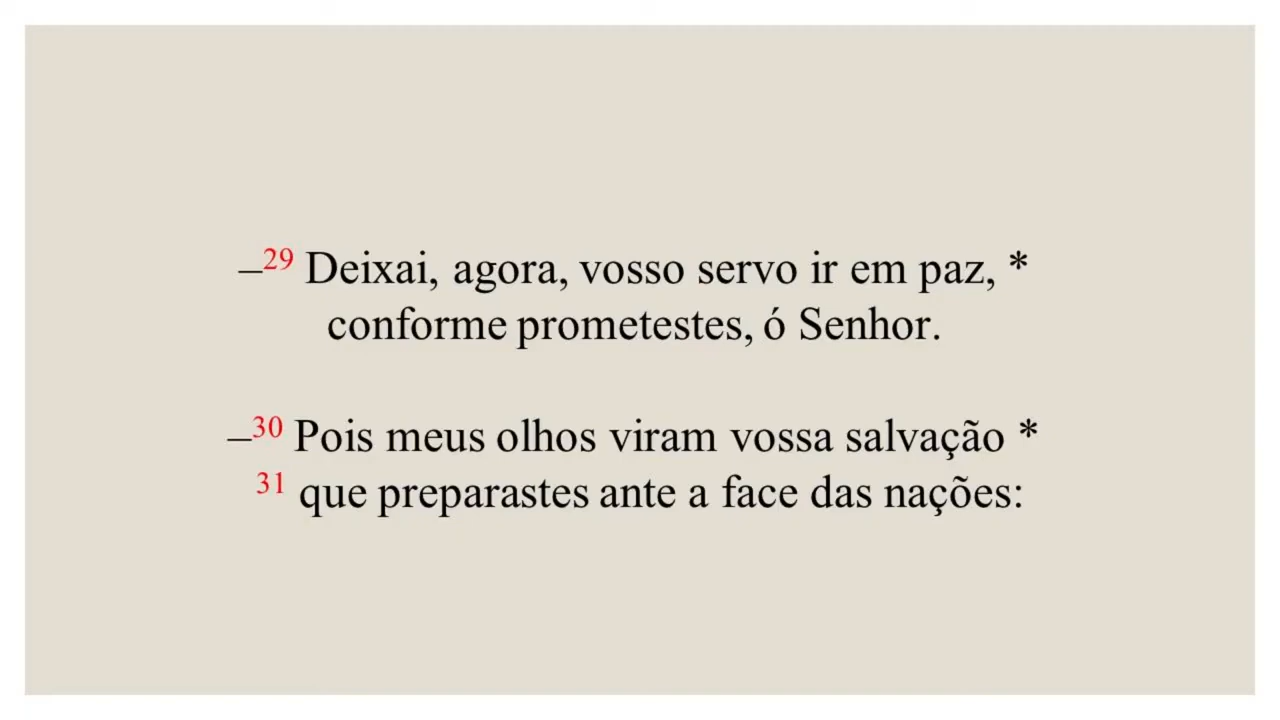 –29 Deixai, agora, vosso servo ir em paz, *
conforme prometestes, ó Senhor.
–30 Pois meus olhos viram vossa salvação *
31 que preparastes ante a face das nações: